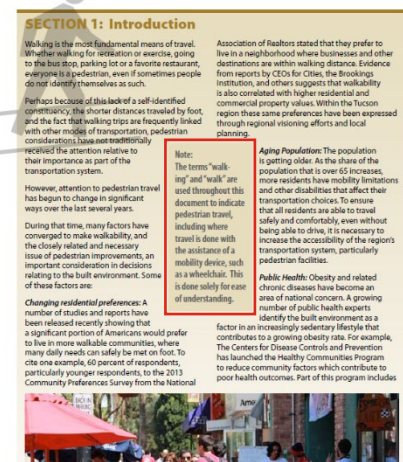 SECTION 1: Introduction
Walking is the most fundamental means of travel.
Whether walking for recreation or exercise, going
to the bus stop, parking lot or a favorite restaurant,
everyone is a pedestrian, even if sometimes people
do not identify themselves as such.
Perhaps because of this lack of a self-identified
constituency, the shorter distances traveled by foot,
and the fact that walking trips are frequently linked
with other modes of transportation, pedestrian
considerations have not traditionally
received the attention relative to
their importance as part of the
transportation system.
However, attention to pedestrian travel
has begun to change in significant
ways over the last several years.
During that time, many factors have
converged to make walkability, and
the closely related and necessary
issue of pedestrian improvements, an
important consideration in decisions
relating to the built environment. Some
of these factors are:
Changing residential preferences: A
number of studies and reports have
been released recently showing that
a significant portion of Americans would prefer
to live in more walkable communities, where
many daily needs can safely be met on foot. To
cite one example, 60 percent of respondents,
particularly younger respondents, to the 2013
Community Preferences Survey from the National
Note:
The terms "walk-
ing" and "walk" are
used throughout this
document to indicate
pedestrian travel,
including where
travel is done with
the assistance of a
mobility device, such
as a wheelchair. This
is done solely for ease
of understanding.
Association of Realtors stated that they prefer to
live in a neighborhood where businesses and other
destinations are within walking distance. Evidence
from reports by CEOs for Cities, the Brookings
Institution, and others suggests that walkability
is also correlated with higher residential and
commercial property values. Within the Tucson
region these same preferences have been expressed
through regional visioning efforts and local
planning.
Aging Population: The population
is getting older. As the share of the
population that is over 65 increases,
more residents have mobility limitations
and other disabilities that affect their
transportation choices. To ensure
that all residents are able to travel
safely and comfortably, even without
being able to drive, it is necessary to
increase the accessibility of the region's
transportation system, particularly
pedestrian facilities.
Public Health: Obesity and related
chronic diseases have become an
area of national concern. A growing
number of public health experts
identify the built environment as a
factor in an increasingly sedentary lifestyle that
contributes to a growing obesity rate. For example,
The Centers for Disease Controls and Prevention
has launched the Healthy Communities Program
to reduce community factors which contribute to
poor health outcomes. Part of this program includes